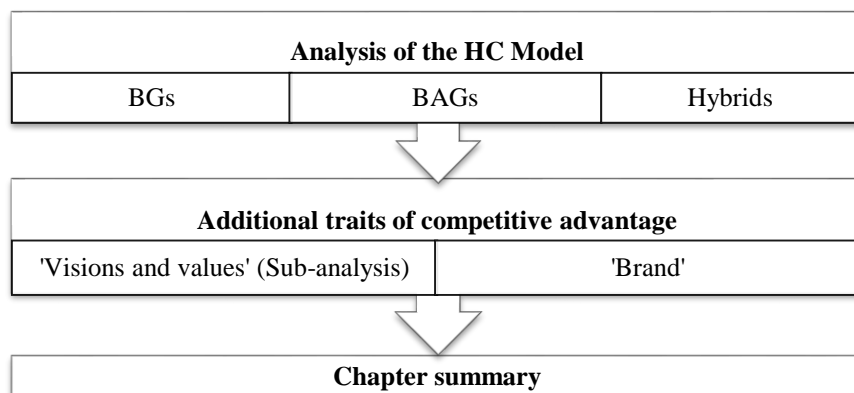 Analysis of the HC Model
BGs BAGs Hybrids
Additional traits of competitive advantage
'Visions and values' (Sub-analysis) 'Brand'
Chapter summary